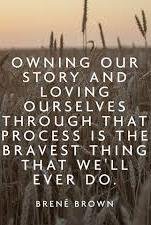 OWNING OUR
STORY AND
LOVING
OURSELVES
THROUGH THAT
PROCESS IS THE
BRAVEST THING
THAT WE'LL
EVER DO.
BRENÉ BROWN